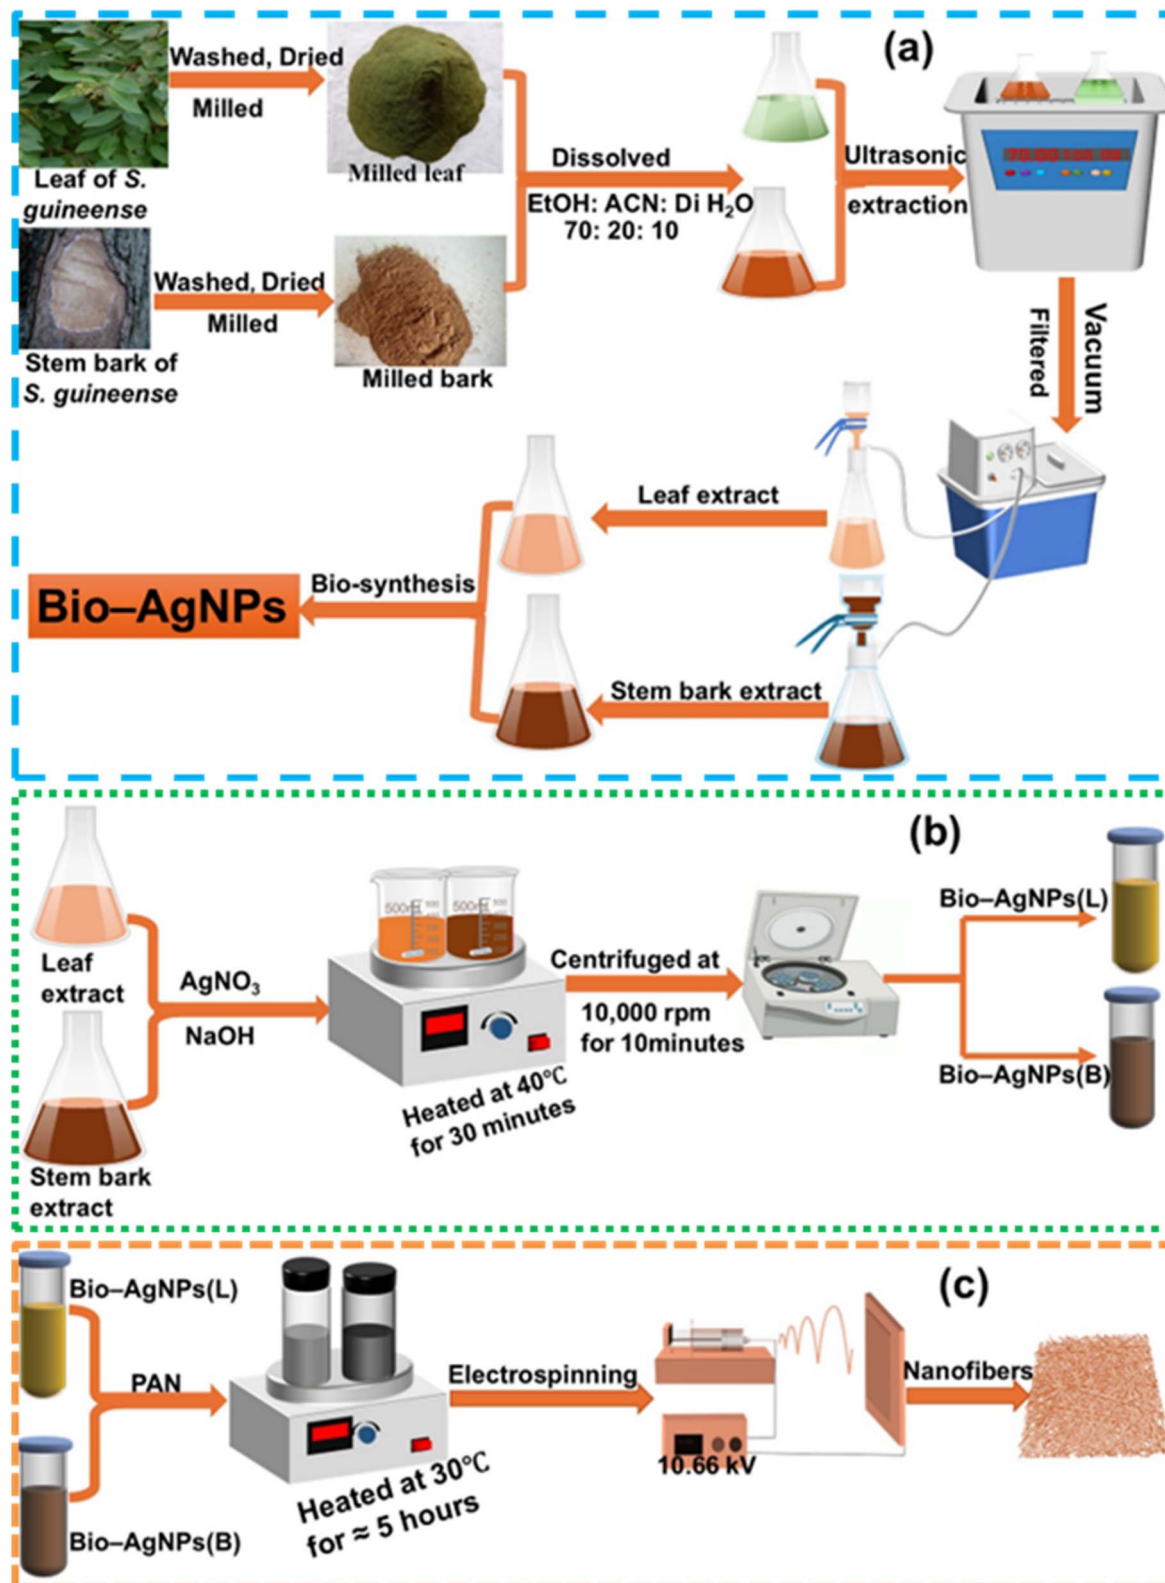 (a)
Washed, Dried
Milled
Leaf of S.
guineense
Milled leaf
Dissolved
EtOH: ACN: Di H₂O
70: 20: 10
Ultrasonic
extraction
Washed, Dried
Milled
Stem bark of
S. guineense
Milled bark
Vacuum
Filtered
Leaf extract
Bio-synthesis
Bio–AgNPs
Stem bark extract
(b)
Leaf
extract
AgNO₃
NaOH
Stem bark
extract
500
500
Heated at 40℃
for 30 minutes
Centrifuged at
10,000 rpm
for 10minutes
Bio–AgNPs(L)
Bio–AgNPs(B)
(c)
Bio–AgNPs(L)
PAN
Bio–AgNPs(B)
Heated at 30℃
for ≈ 5 hours
Electrospinning
10.66 kV
Nanofibers